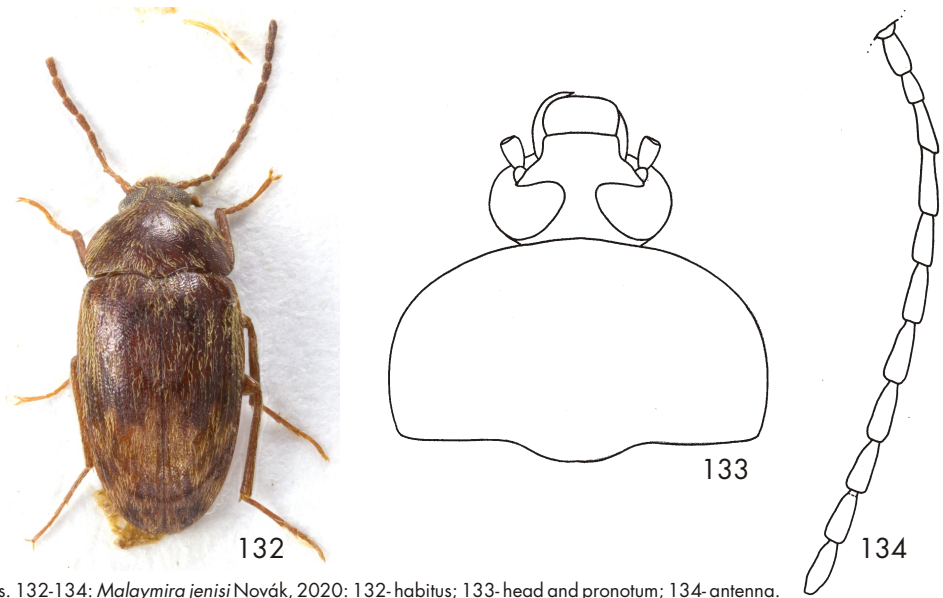 132
133
134
s. 132-134: Malaymira jenisi Novák, 2020: 132- habitus; 133- head and pronotum; 134- antenna.